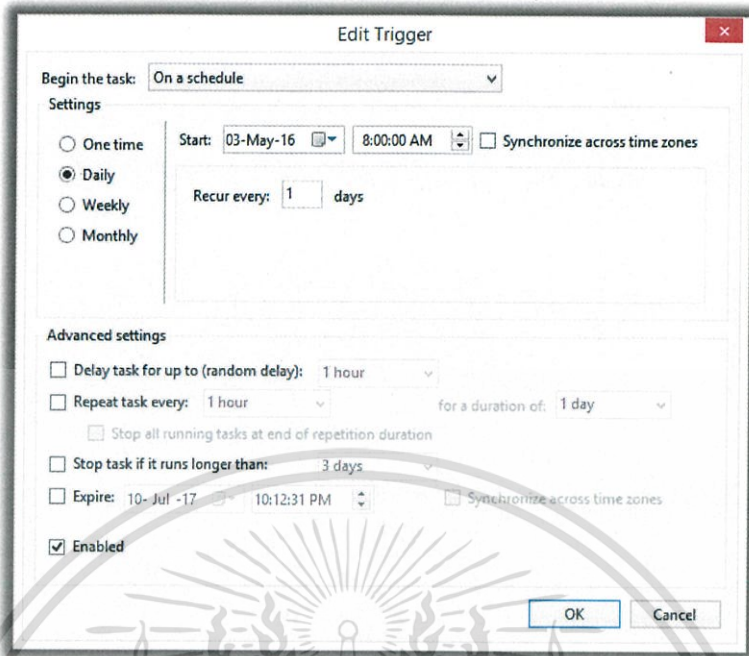 Edit Trigger
Begin the task: On a schedule
Settings
One time
Start: 03-May-16 8:00:00 AM Synchronize across time zones
Daily
Recur every: 1 days
Weekly
Monthly
Advanced settings
Delay task for up to (random delay): 1 hour
Repeat task every: 1 hour for a duration of: 1 day
Stop all running tasks at end of repetition duration
Stop task if it runs longer than: 3 days
Expire: 10- Jul -17 10:12:31 PM Synchronize across time zones
Enabled
OK Cancel